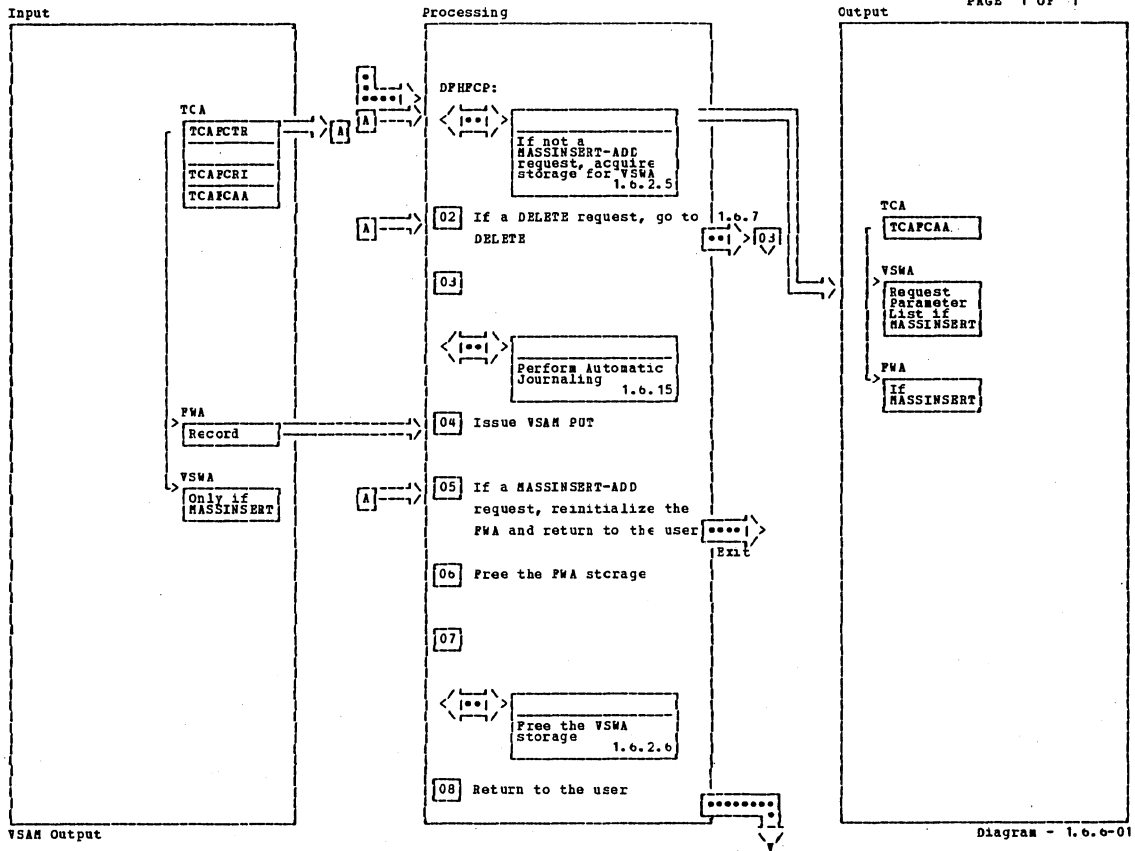 PAGE 1 OF 1
Input
Processing
Output
TCA
TCAFCTR
TCAFCRI
TCAFCAA
A
A
DFHFCP:
If not a
MASSINSERT-ADD
request, acquire
storage for VSWA
1.6.2.5
A
02 If a DELETE request, go to 1.6.7
DELETE
03
03
Perform Automatic
Journaling
1.6.15
FWA
Record
04 Issue VSAM PUT
VSWA
Only if
MASSINSERT
A
05 If a MASSINSERT-ADD
request, reinitialize the
FWA and return to the user
Exit
06 Free the FWA storage
07
Free the VSWA
storage
1.6.2.6
08 Return to the user
TCA
TCAFCAA
VSWA
Request
Parameter
List if
MASSINSERT
FWA
If
MASSINSERT
VSAM Output
Diagram - 1.6.6-01